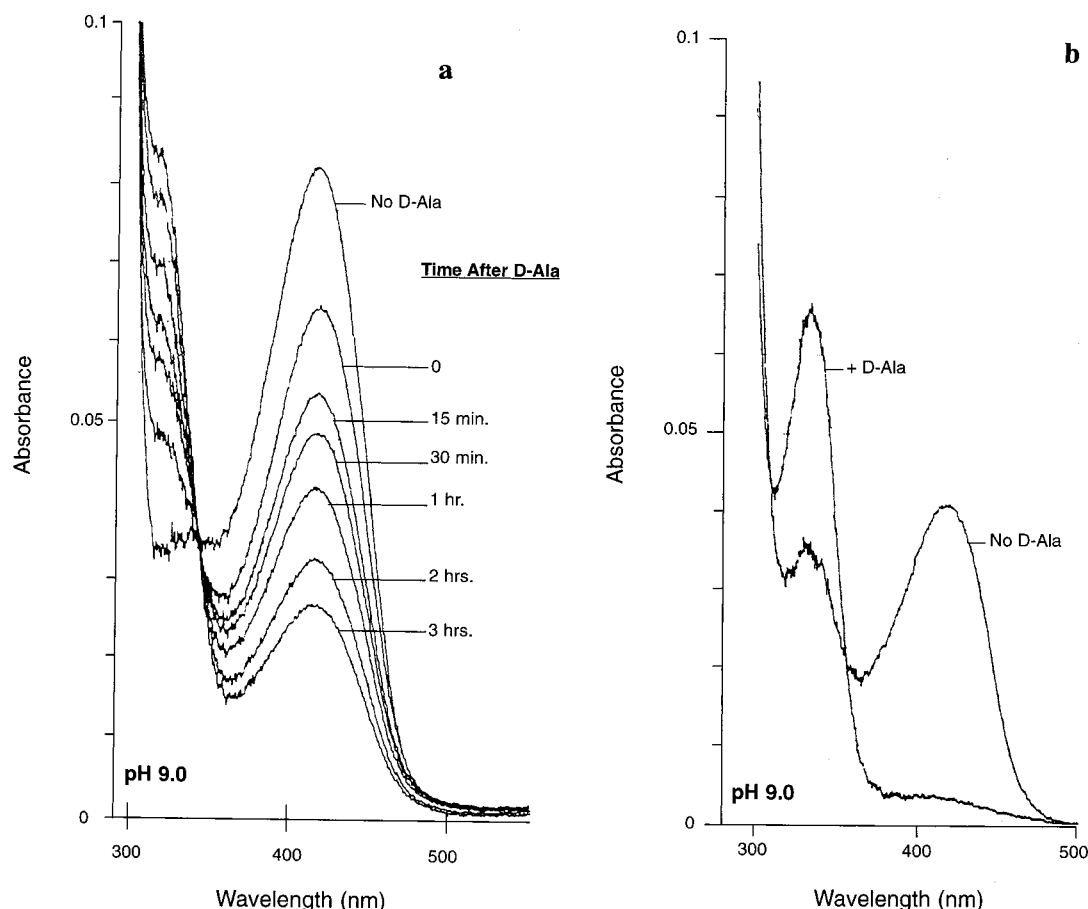 a
0.1
No D-Ala
Time After D-Ala
0
15 min.
0.05
30 min.
1 hr.
2 hrs.
3 hrs.
Absorbance
pH 9.0
0
300
400
500
Wavelength (nm)
b
0.1
+ D-Ala
0.05
No D-Ala
Absorbance
pH 9.0
0
300
400
500
Wavelength (nm)